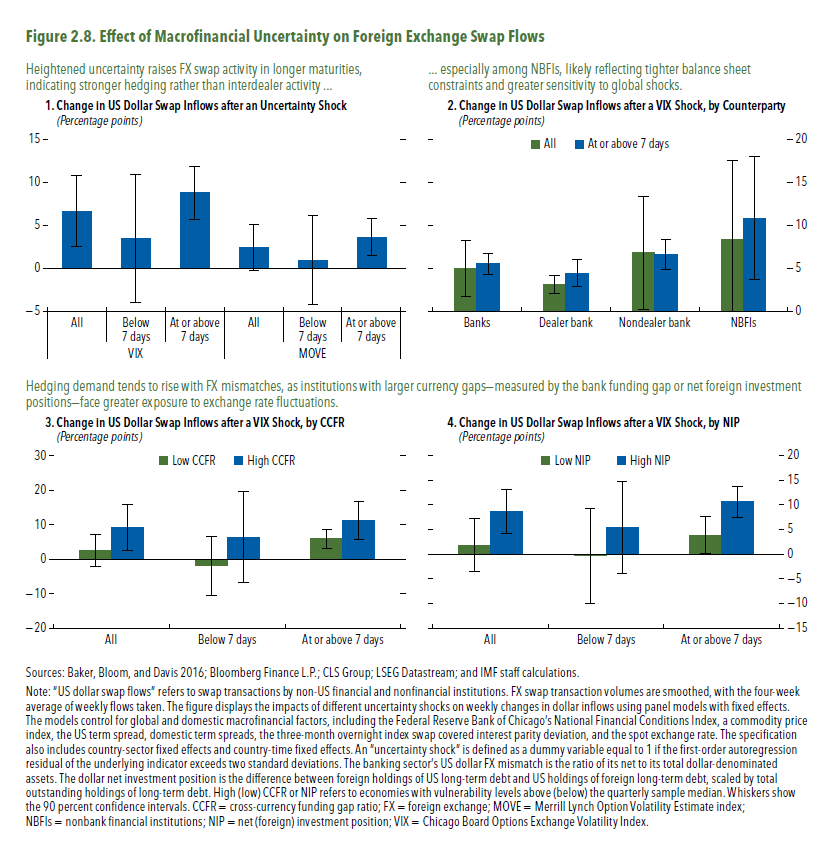 Figure 2.8. Effect of Macrofinancial Uncertainty on Foreign Exchange Swap Flows
Heightened uncertainty raises FX swap activity in longer maturities,
indicating stronger hedging rather than interdealer activity ...
1. Change in US Dollar Swap Inflows after an Uncertainty Shock
(Percentage points)
15
10
5
0
–5
All
Below
7 days
At or above
7 days
All
Below
7 days
At or above
7 days
VIX
MOVE
... especially among NBFIs, likely reflecting tighter balance sheet
constraints and greater sensitivity to global shocks.
2. Change in US Dollar Swap Inflows after a VIX Shock, by Counterparty
(Percentage points)
All
At or above 7 days
20
15
10
5
0
Banks
Dealer bank
Nondealer bank
NBFIs
Hedging demand tends to rise with FX mismatches, as institutions with larger currency gaps—measured by the bank funding gap or net foreign investment
positions—face greater exposure to exchange rate fluctuations.
3. Change in US Dollar Swap Inflows after a VIX Shock, by CCFR
(Percentage points)
Low CCFR
High CCFR
30
20
10
0
–10
–20
All
Below 7 days
At or above 7 days
4. Change in US Dollar Swap Inflows after a VIX Shock, by NIP
(Percentage points)
Low NIP
High NIP
20
15
10
5
0
–5
–10
–15
All
Below 7 days
At or above 7 days
Sources: Baker, Bloom, and Davis 2016; Bloomberg Finance L.P.; CLS Group; LSEG Datastream; and IMF staff calculations.
Note: “US dollar swap flows” refers to swap transactions by non-US financial and nonfinancial institutions. FX swap transaction volumes are smoothed, with the four-week
average of weekly flows taken. The figure displays the impacts of different uncertainty shocks on weekly changes in dollar inflows using panel models with fixed effects.
The models control for global and domestic macrofinancial factors, including the Federal Reserve Bank of Chicago’s National Financial Conditions Index, a commodity price
index, the US term spread, domestic term spreads, the three-month overnight index swap covered interest parity deviation, and the spot exchange rate. The specification
also includes country-sector fixed effects and country-time fixed effects. An “uncertainty shock” is defined as a dummy variable equal to 1 if the first-order autoregression
residual of the underlying indicator exceeds two standard deviations. The banking sector’s US dollar FX mismatch is the ratio of its net to its total dollar-denominated
assets. The dollar net investment position is the difference between foreign holdings of US long-term debt and US holdings of foreign long-term debt, scaled by total
outstanding holdings of long-term debt. High (low) CCFR or NIP refers to economies with vulnerability levels above (below) the quarterly sample median. Whiskers show
the 90 percent confidence intervals. CCFR = cross-currency funding gap ratio; FX = foreign exchange; MOVE = Merrill Lynch Option Volatility Estimate index;
NBFIs = nonbank financial institutions; NIP = net (foreign) investment position; VIX = Chicago Board Options Exchange Volatility Index.